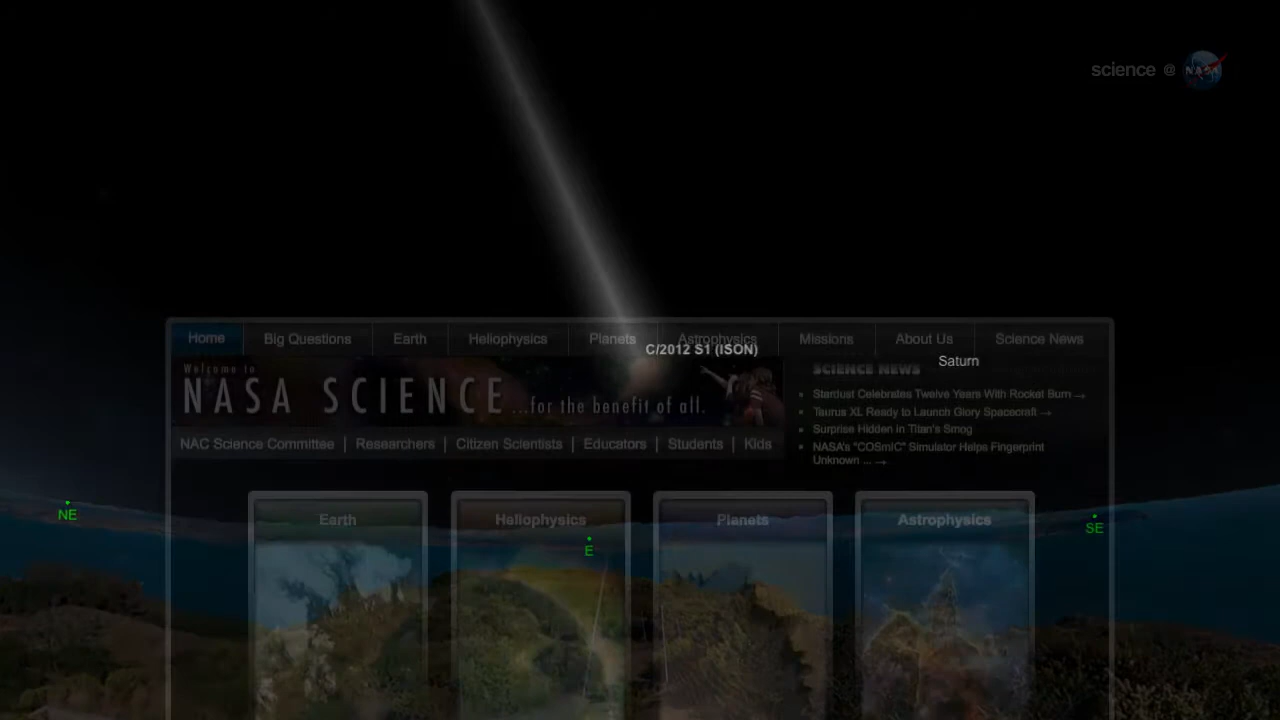 science @ NASA
Home Big Questions Earth Heliophysics Planets Astrophysics Missions About Us Science News
C/2012 S1 (ISON)
Saturn
Welcome to
NASA SCIENCE ...for the benefit of all.
SCIENCE NEWS
Stardust Celebrates Twelve Years With Rocket Burn →
Taurus XL Ready to Launch Glory Spacecraft →
Surprise Hidden in Titan's Smog
NASA's "COSmIC" Simulator Helps Fingerprint
Unknown ... →
NAC Science Committee | Researchers | Citizen Scientists | Educators | Students | Kids
NE
Earth Heliophysics Planets Astrophysics
SE
E